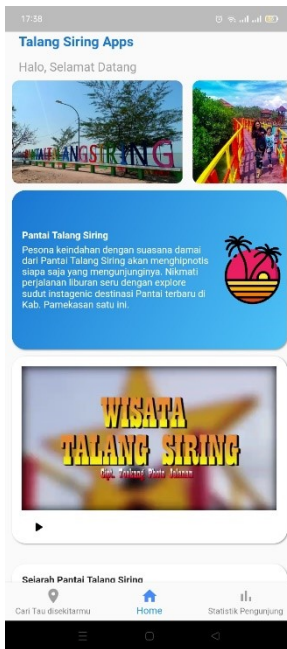 17:38
Talang Siring Apps
Halo, Selamat Datang
Pantai Talang Siring
Pesona keindahan dengan suasana damai
dari Pantai Talang Siring akan menghipnotis
siapa saja yang mengunjunginya. Nikmati
perjalanan liburan seru dengan explore
sudut instagenic destinasi Pantai terbaru di
Kab. Pamekasan satu ini.
WISATA
TALANG SIRING
Sejarah Pantai Talang Siring
Cari Tau disekitarmu
Home
Statistik Pengunjung